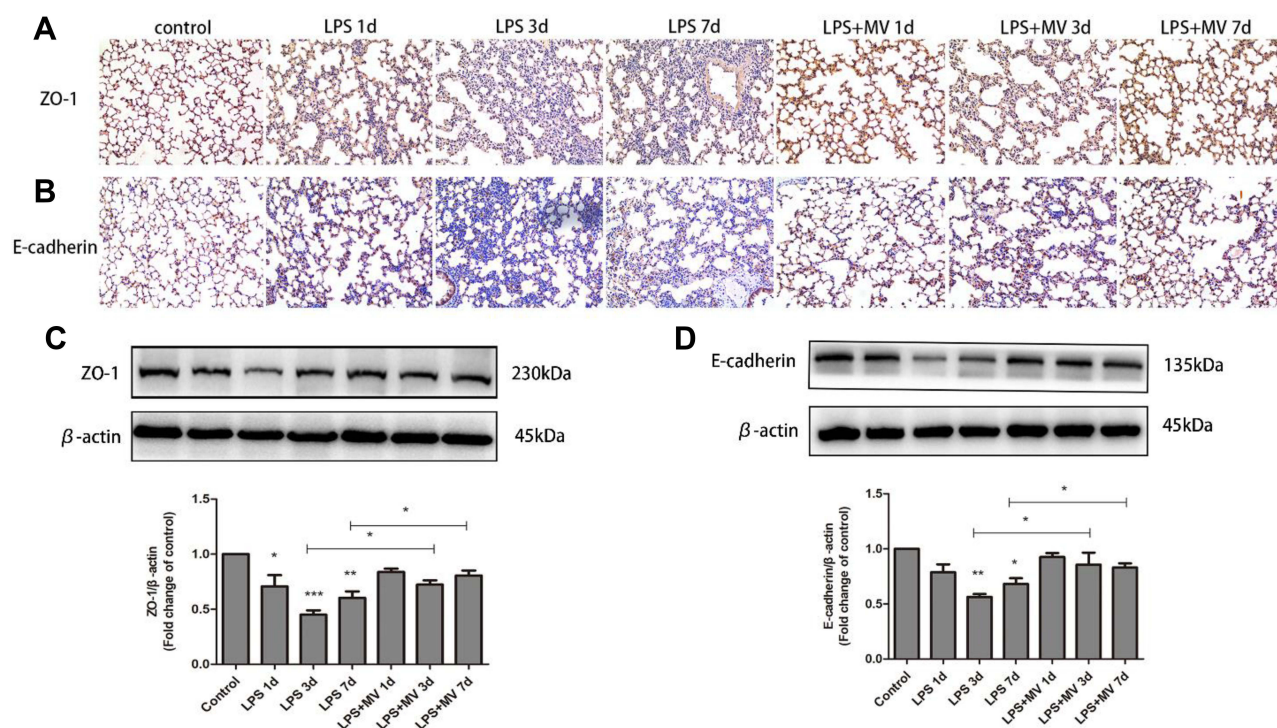 A
control
LPS 1d
LPS 3d
LPS 7d
LPS+MV 1d
LPS+MV 3d
LPS+MV 7d
ZO-1
B
E-cadherin
C
ZO-1
230kDa
β-actin
45kDa
ZO-1/β-actin
(Fold change of control)
1.5
1.0
0.5
0.0
*
***
**
*
*
Control
LPS 1d
LPS 3d
LPS 7d
LPS+MV 1d
LPS+MV 3d
LPS+MV 7d
D
E-cadherin
135kDa
β-actin
45kDa
E-cadherin/β-actin
(Fold change of control)
1.5
1.0
0.5
0.0
**
*
*
*
Control
LPS 1d
LPS 3d
LPS 7d
LPS+MV 1d
LPS+MV 3d
LPS+MV 7d